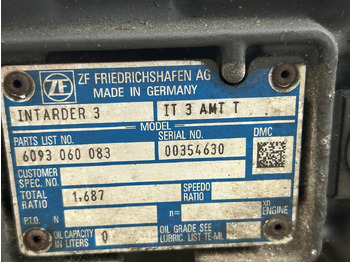 ZF FRIEDRICHSHAFEN AG
MADE IN GERMANY
ZF
INTARDER 3 IT 3 AMT T
MODEL
PARTS LIST NO. SERIAL NO. DMC
6093 060 083 00354630
CUSTOMER
SPEC. NO.
TOTAL RATIO 1,687 SPEEDO RATIO
P.T.O. N n= xn ENGINE
OIL CAPACITY IN LITERS 0 OIL GRADE SEE
LUBRIC. LIST TE-ML